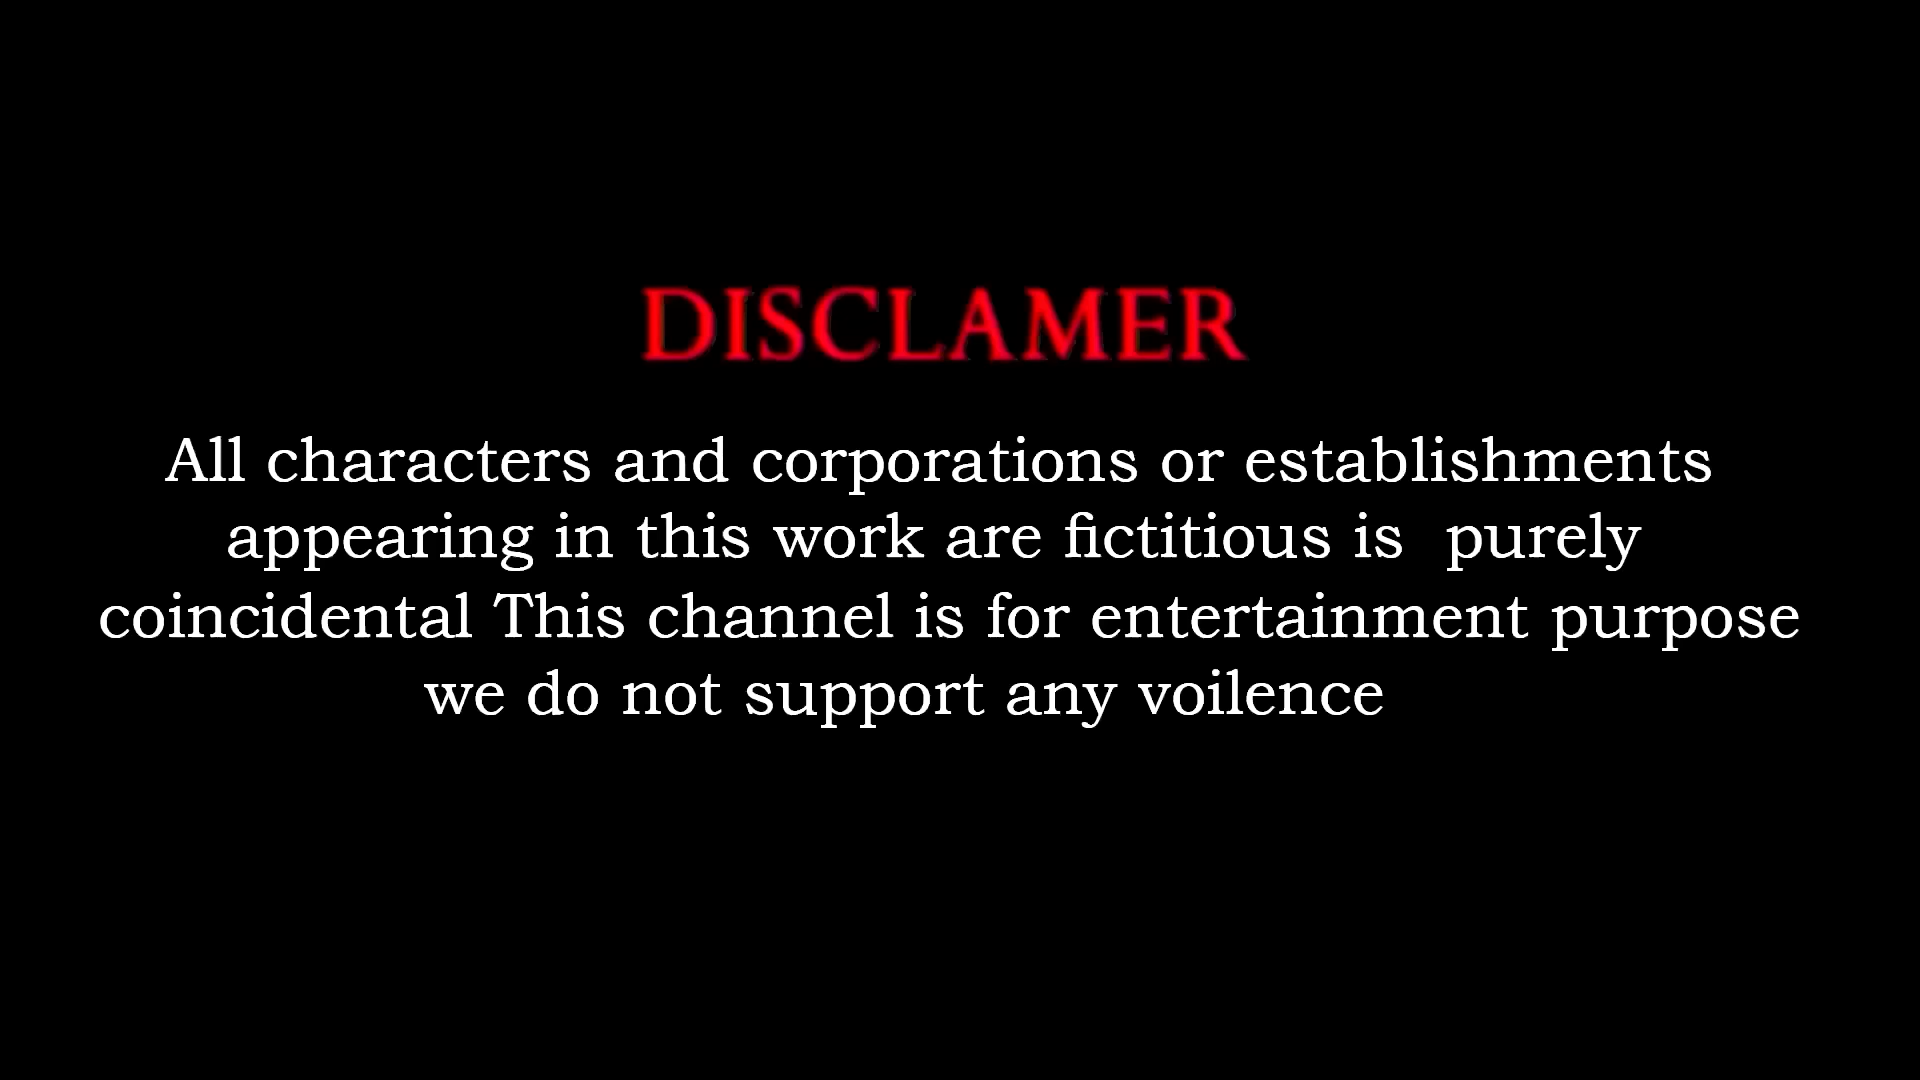 DISCLAMER
All characters and corporations or establishments
appearing in this work are fictitious is  purely
coincidental This channel is for entertainment purpose
we do not support any voilence